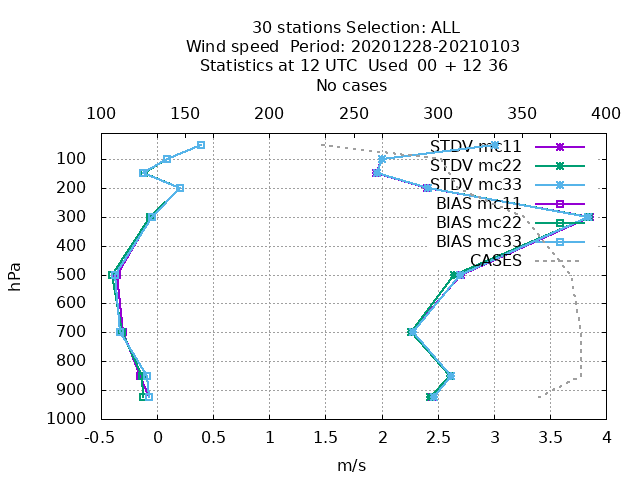 30 stations Selection: ALL
Wind speed  Period: 20201228-20210103
Statistics at 12 UTC  Used  00 + 12 36
No cases
100 150 200 250 300 350 400
STDV mc11
STDV mc22
STDV mc33
BIAS mc11
BIAS mc22
BIAS mc33
CASES
hPa
100
200
300
400
500
600
700
800
900
1000
-0.5 0 0.5 1 1.5 2 2.5 3 3.5 4
m/s